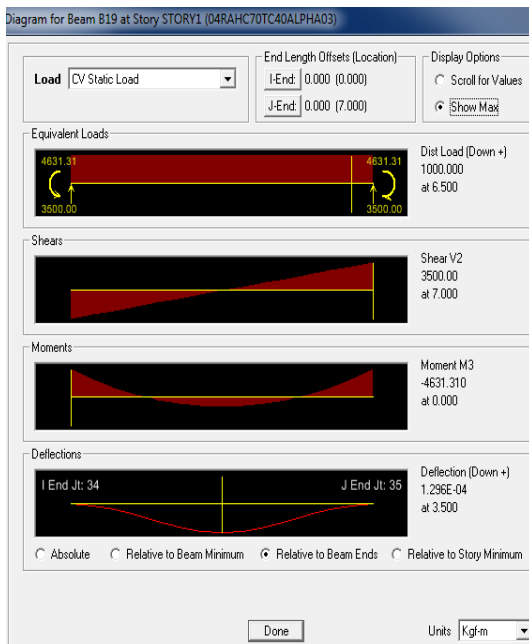 Diagram for Beam B19 at Story STORY1 (04RAHC70TC40ALPHA03)
Load CV Static Load
End Length Offsets (Location)
I-End: 0.000 (0.000)
J-End: 0.000 (7.000)
Display Options
Scroll for Values
Show Max
Equivalent Loads
4631.31 4631.31
3500.00 3500.00
Dist Load (Down +)
1000.000
at 6.500
Shears
Shear V2
3500.00
at 7.000
Moments
Moment M3
-4631.310
at 0.000
Deflections
I End Jt: 34 J End Jt: 35
Deflection (Down +)
1.296E-04
at 3.500
Absolute Relative to Beam Minimum Relative to Beam Ends Relative to Story Minimum
Done Units Kgf-m